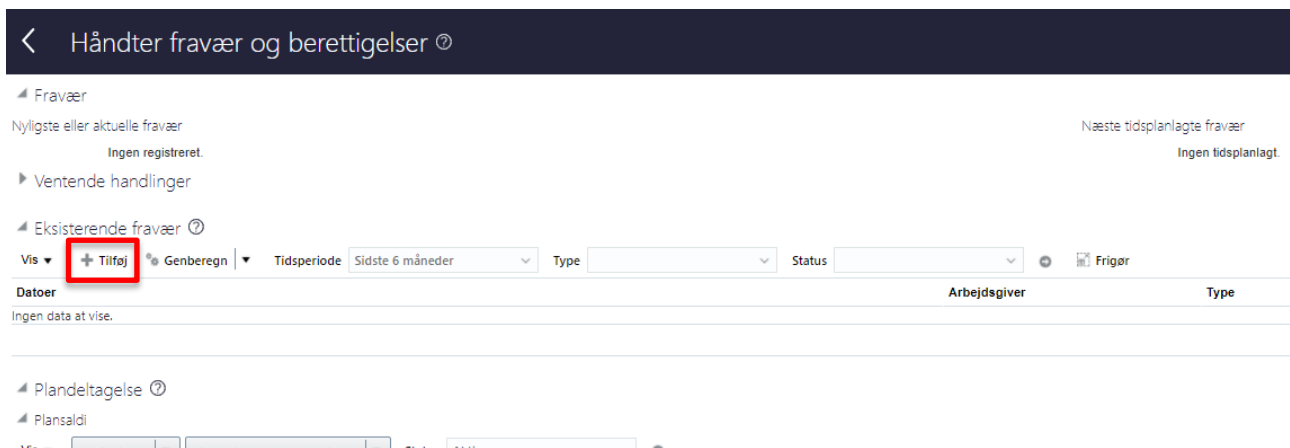 Håndter fravær og berettigelser
Fravær
Nyligste eller aktuelle fravær Næste tidsplanlagte fravær
Ingen registreret. Ingen tidsplanlagt.
Ventende handlinger
Eksisterende fravær
Vis Tilføj Genberegn Tidsperiode Sidste 6 måneder Type Status Frigør
Datoer Arbejdsgiver Type
Ingen data at vise.
Plandeltagelse
Plansaldi